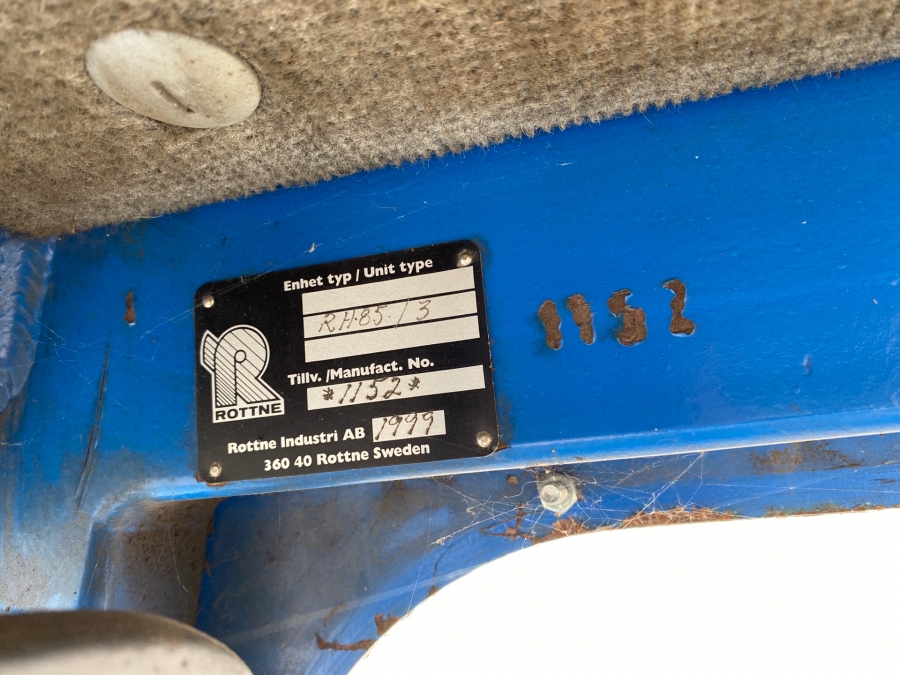 Enhet typ / Unit type
RH-85./3
ROTTNE
Tillv. /Manufact. No.
*1152*
Rottne Industri AB 1999
360 40 Rottne Sweden
1152